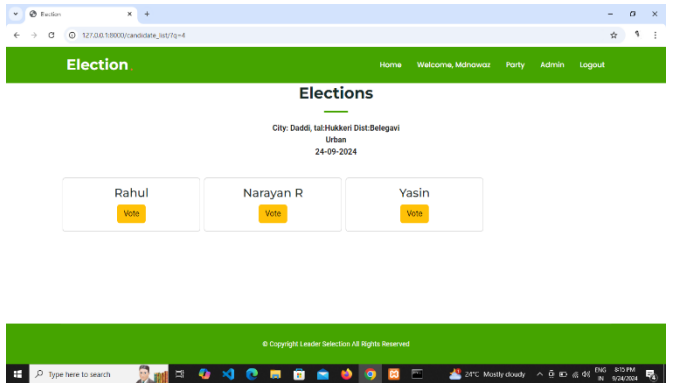 Election
127.0.0.1:8000/candidate_list/?q=4
Election
Home Welcome, Mdnawaz Party Admin Logout
Elections
City: Daddi, tal:Hukkeri Dist:Belegavi
Urban
24-09-2024
Rahul Narayan R Yasin
Vote Vote Vote
© Copyright Leader Selection All Rights Reserved
Type here to search
24°C Mostly cloudy
ENG 8:15 PM
IN 9/24/2024